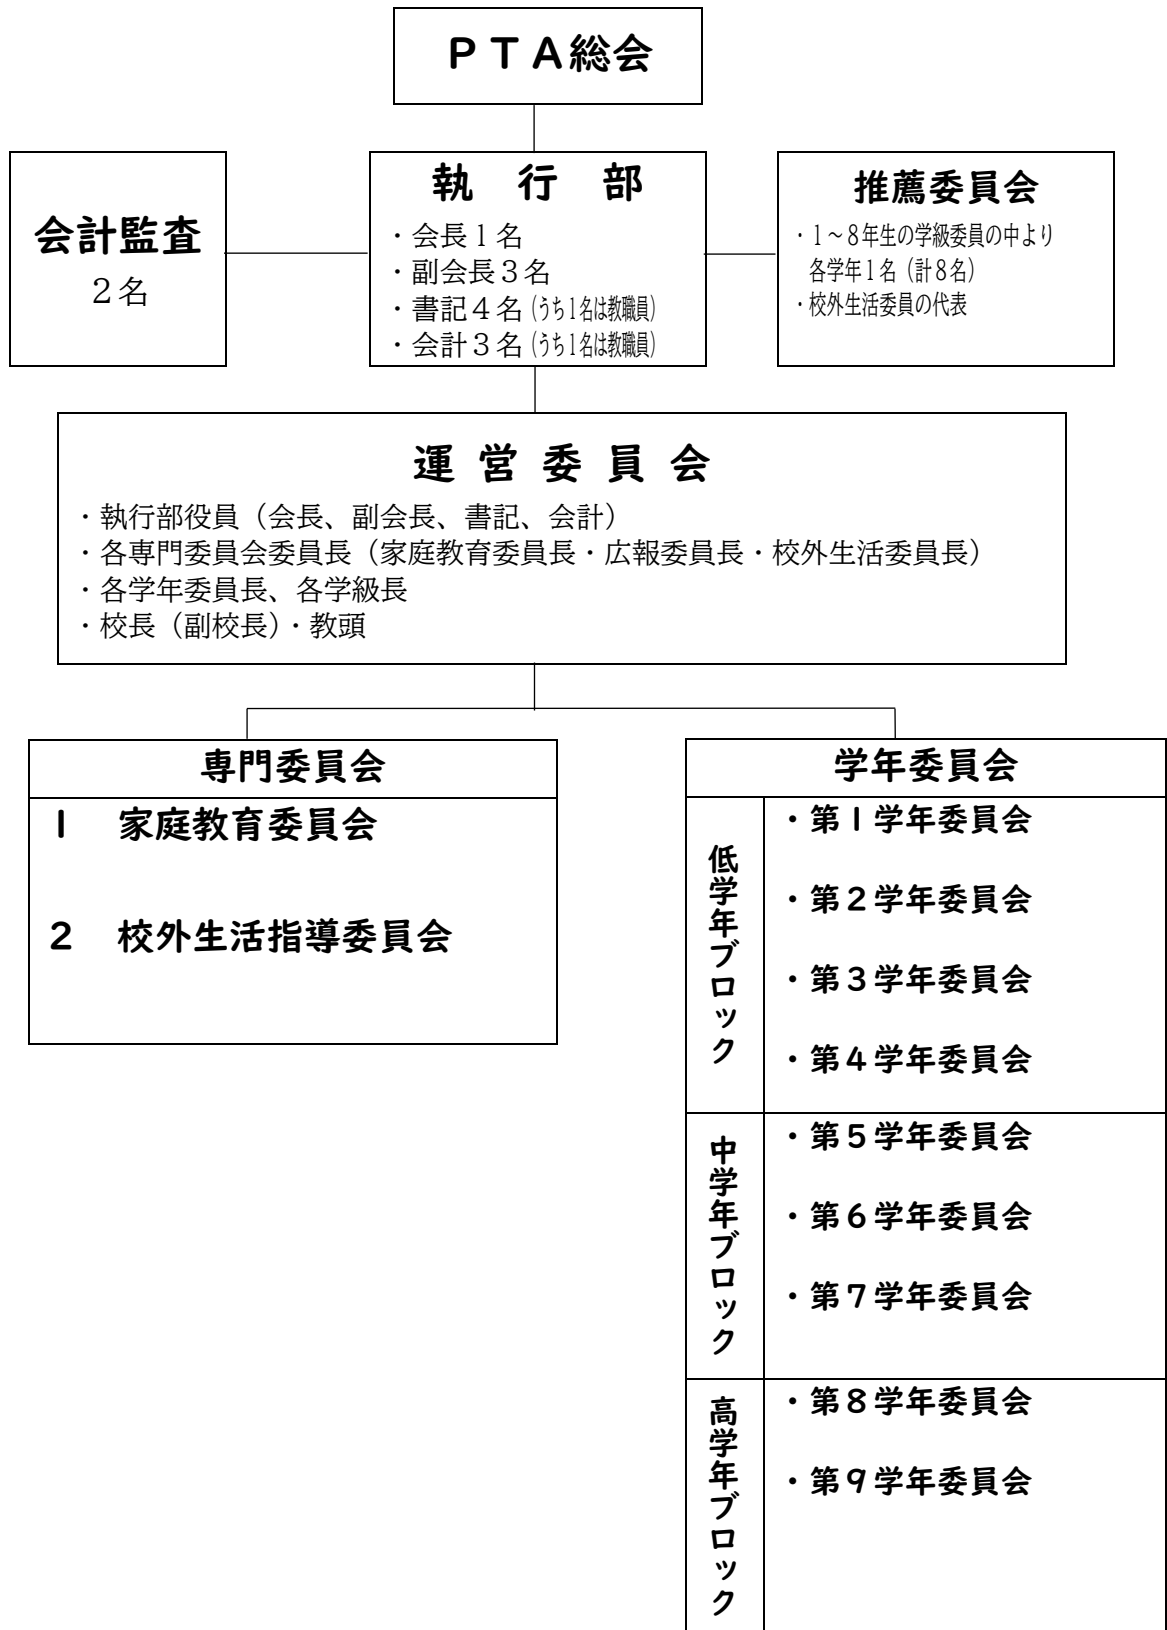 ＰＴＡ総会
会計監査
２名
執　行　部
・会長１名
・副会長３名
・書記４名（うち１名は教職員）
・会計３名（うち１名は教職員）
推薦委員会
・１～８年生の学級委員の中より
各学年１名（計８名）
・校外生活委員の代表
運 営 委 員 会
・執行部役員（会長、副会長、書記、会計）
・各専門委員会委員長（家庭教育委員長・広報委員長・校外生活委員長）
・各学年委員長、各学級長
・校長（副校長）・教頭
専門委員会
１　家庭教育委員会
２　校外生活指導委員会
学年委員会
低学年ブロック
・第１学年委員会
・第２学年委員会
・第３学年委員会
・第４学年委員会
中学年ブロック
・第５学年委員会
・第６学年委員会
・第７学年委員会
高学年ブロック
・第８学年委員会
・第９学年委員会